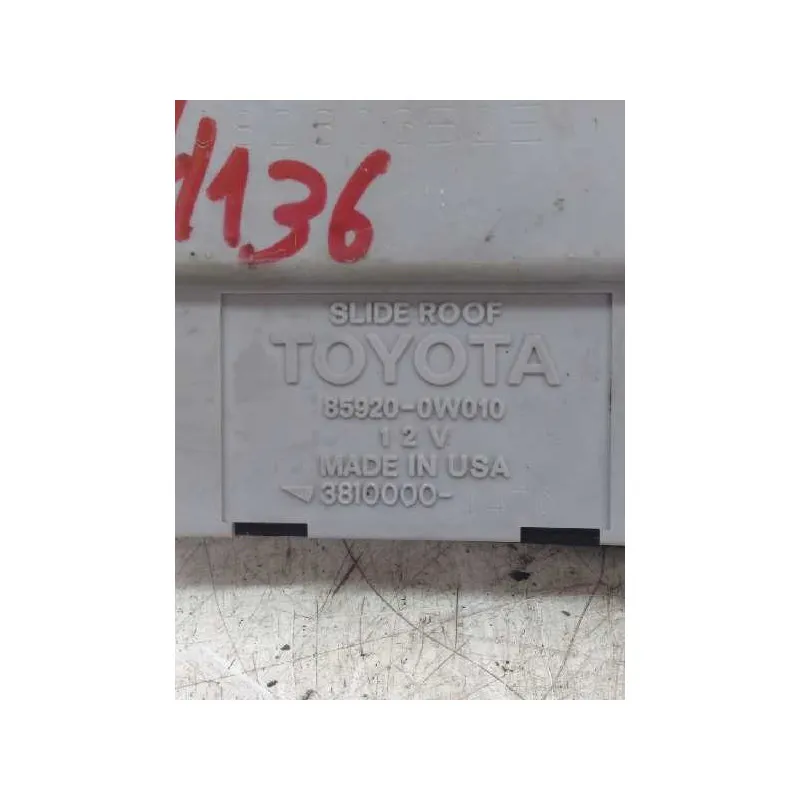 1136
SLIDE ROOF
TOYOTA
85920-0W010
12V
MADE IN USA
3810000-